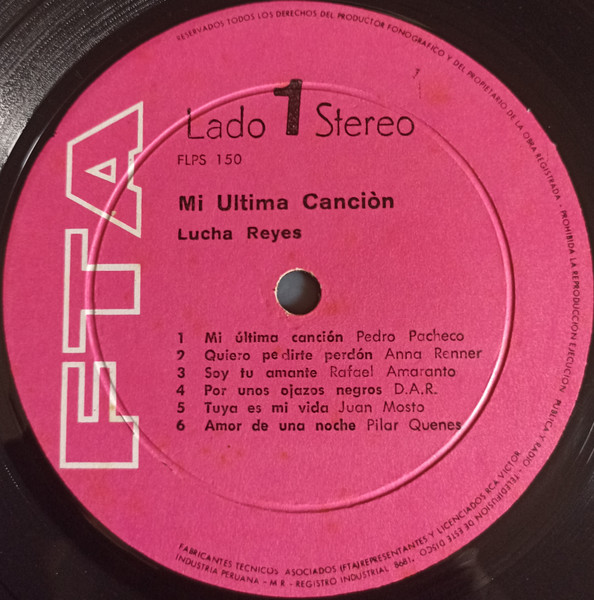 RESERVADOS TODOS LOS DERECHOS DEL PRODUCTOR FONOGRAFICO Y DEL PROPIETARIO DE LA OBRA REGISTRADA - PROHIBIDA LA REPRODUCCION EJECUCION PUBLICA Y RADIO - TELEDIFUSION DE ESTE DISCO
FTA
Lado 1 Stereo
FLPS 150
Mi Ultima Canciòn
Lucha Reyes
1 Mi última canción Pedro Pacheco
2 Quiero pedirte perdón Anna Renner
3 Soy tu amante Rafael Amaranto
4 Por unos ojazos negros D.A.R.
5 Tuya es mi vida Juan Mosto
6 Amor de una noche Pilar Quenes
FABRICANTES TECNICOS ASOCIADOS (FTA) REPRESENTANTES Y LICENCIADOS RCA VICTOR
INDUSTRIA PERUANA - M R - REGISTRO INDUSTRIAL 8681